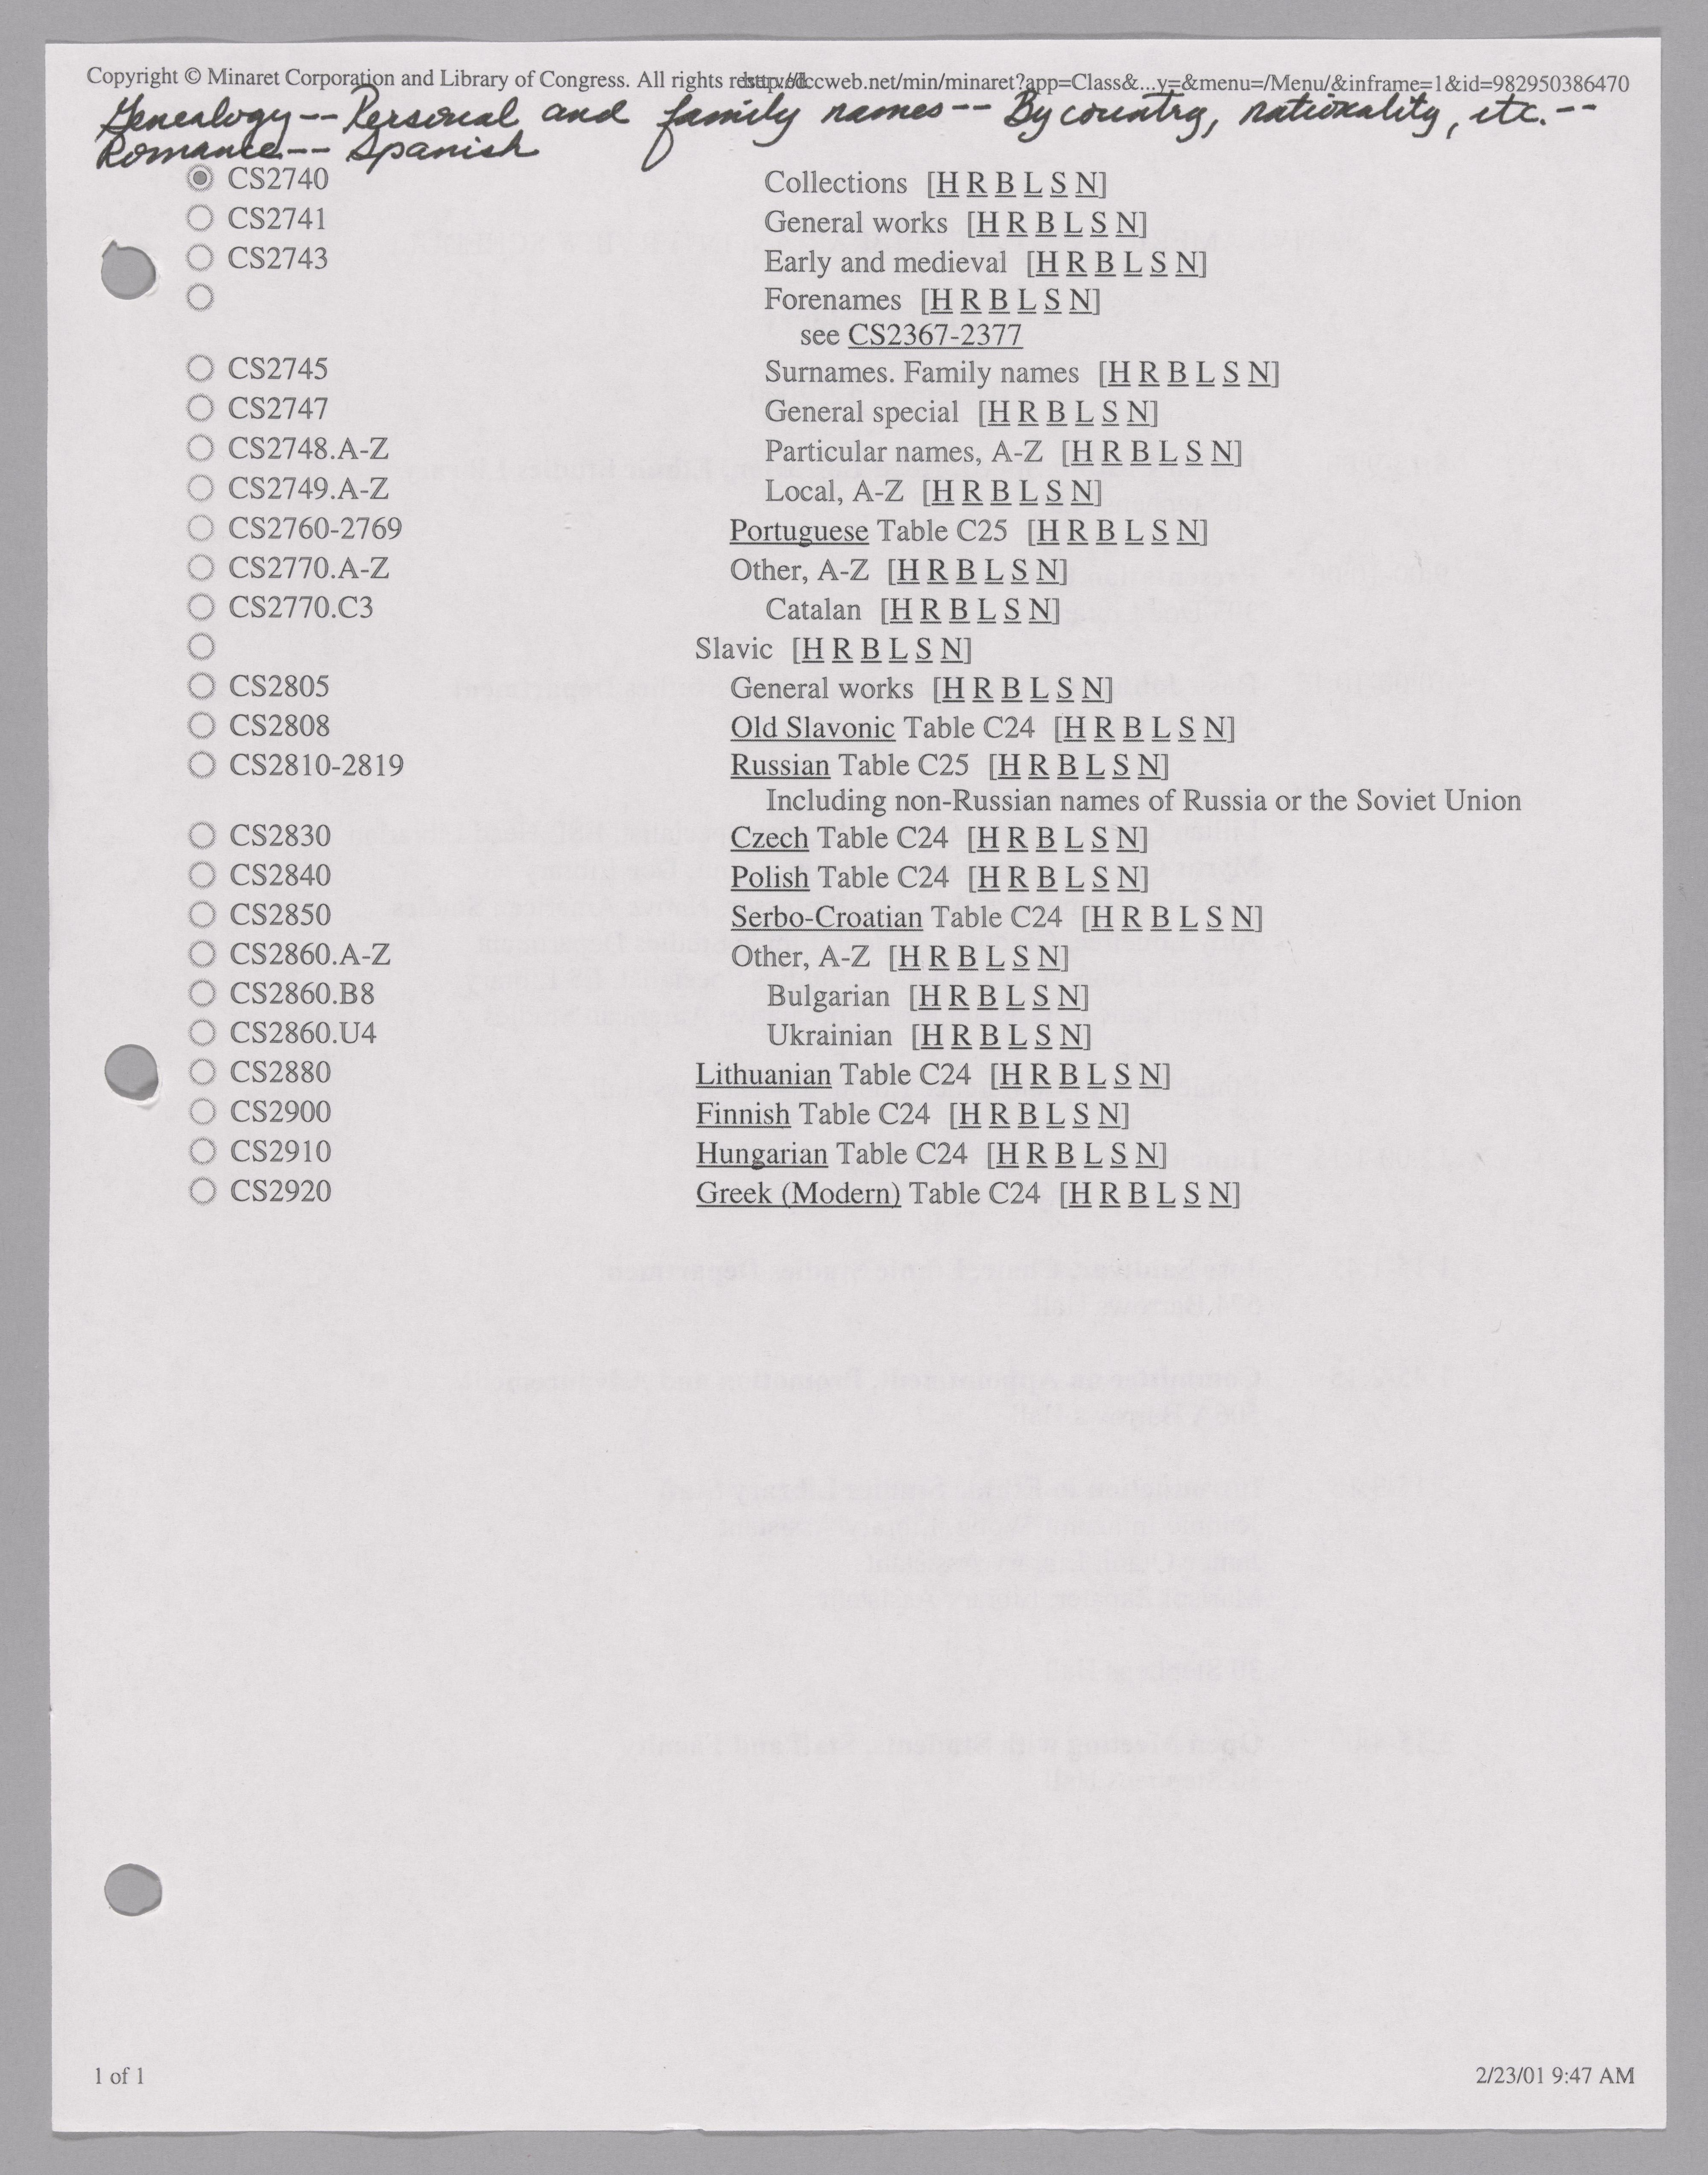 Copyright © Minaret Corporation and Library of Congress. All rights http://lccweb.net/min/minaret?app=Class&...y=&menu=/Menu/&inframe=1&id=982950386470
Genealogy -- Personal and family names -- By country, nationality, etc. --
Romance -- Spanish
CS2740 Collections [H R B L S N]
CS2741 General works [H R B L S N]
CS2743 Early and medieval [H R B L S N]
Forenames [H R B L S N]
see CS2367-2377
CS2745 Surnames. Family names [H R B L S N]
CS2747 General special [H R B L S N]
CS2748.A-Z Particular names, A-Z [H R B L S N]
CS2749.A-Z Local, A-Z [H R B L S N]
CS2760-2769 Portuguese Table C25 [H R B L S N]
CS2770.A-Z Other, A-Z [H R B L S N]
CS2770.C3 Catalan [H R B L S N]
Slavic [H R B L S N]
CS2805 General works [H R B L S N]
CS2808 Old Slavonic Table C24 [H R B L S N]
CS2810-2819 Russian Table C25 [H R B L S N]
Including non-Russian names of Russia or the Soviet Union
CS2830 Czech Table C24 [H R B L S N]
CS2840 Polish Table C24 [H R B L S N]
CS2850 Serbo-Croatian Table C24 [H R B L S N]
CS2860.A-Z Other, A-Z [H R B L S N]
CS2860.B8 Bulgarian [H R B L S N]
CS2860.U4 Ukrainian [H R B L S N]
CS2880 Lithuanian Table C24 [H R B L S N]
CS2900 Finnish Table C24 [H R B L S N]
CS2910 Hungarian Table C24 [H R B L S N]
CS2920 Greek (Modern) Table C24 [H R B L S N]
1 of 1 2/23/01 9:47 AM